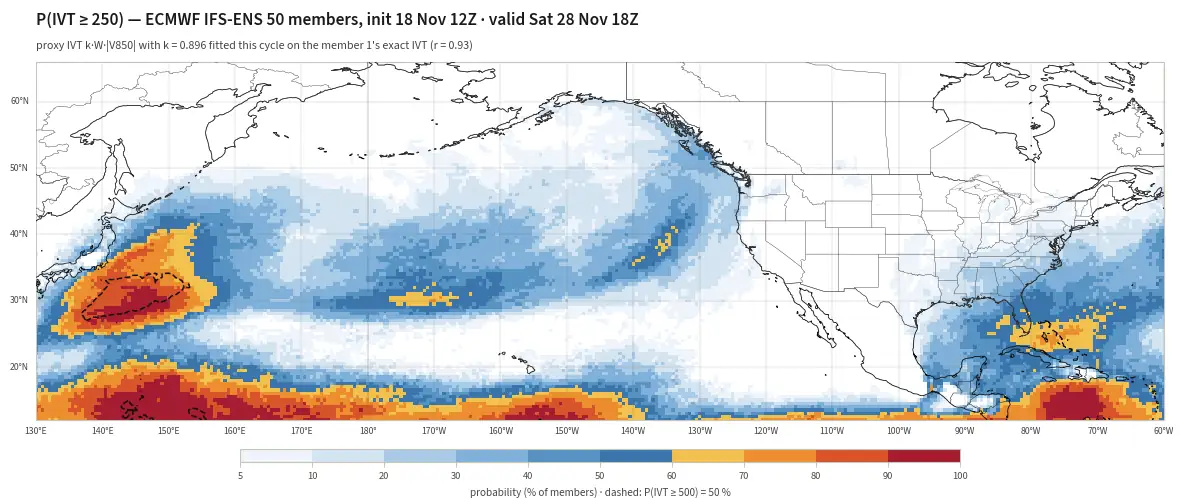 P(IVT ≥ 250) — ECMWF IFS-ENS 50 members, init 18 Nov 12Z · valid Sat 28 Nov 18Z
proxy IVT k·W·|V850| with k = 0.896 fitted this cycle on the member 1's exact IVT (r = 0.93)
60°N
50°N
40°N
30°N
20°N
130°E 140°E 150°E 160°E 170°E 180° 170°W 160°W 150°W 140°W 130°W 120°W 110°W 100°W 90°W 80°W 70°W 60°W
5 10 20 30 40 50 60 70 80 90 100
probability (% of members) · dashed: P(IVT ≥ 500) = 50 %